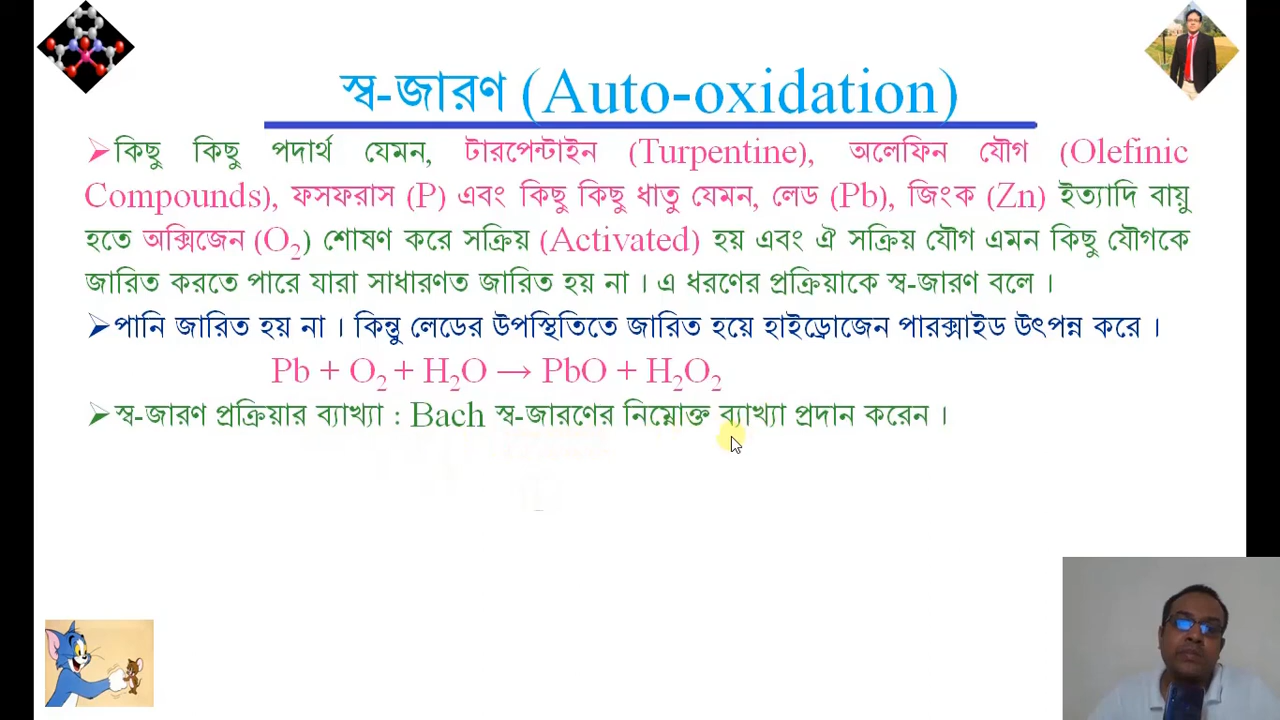 স্ব-জারণ (Auto-oxidation)
➢কিছু কিছু পদার্থ যেমন, টারপেন্টাইন (Turpentine), অলেফিন যৌগ (Olefinic
Compounds), ফসফরাস (P) এবং কিছু কিছু ধাতু যেমন, লেড (Pb), জিংক (Zn) ইত্যাদি বায়ু
হতে অক্সিজেন (O₂) শোষণ করে সক্রিয় (Activated) হয় এবং ঐ সক্রিয় যৌগ এমন কিছু যৌগকে
জারিত করতে পারে যারা সাধারণত জারিত হয় না । এ ধরণের প্রক্রিয়াকে স্ব-জারণ বলে ।
➢পানি জারিত হয় না । কিন্তু লেডের উপস্থিতিতে জারিত হয়ে হাইড্রোজেন পারক্সাইড উৎপন্ন করে ।
Pb + O₂ + H₂O → PbO + H₂O₂
➢স্ব-জারণ প্রক্রিয়ার ব্যাখ্যা : Bach স্ব-জারণের নিম্নোক্ত ব্যাখ্যা প্রদান করেন ।